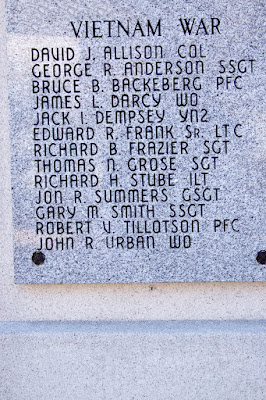 VIETNAM WAR
DAVID J. ALLISON COL
GEORGE R. ANDERSON SSGT
BRUCE B. BACKEBERG PFC
JAMES L. DARCY WO
JACK I. DEMPSEY YN2
EDWARD R. FRANK SR. LTC
RICHARD B. FRAZIER SGT
THOMAS N. GROSE SGT
RICHARD H. STUBE 1LT
JON R. SUMMERS GSGT
GARY M. SMITH SSGT
ROBERT V. TILLOTSON PFC
JOHN R. URBAN WO